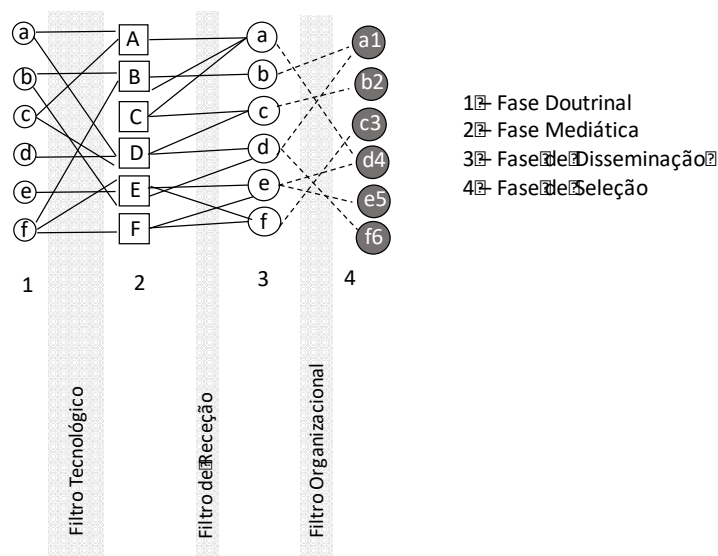 a A a a1
b B b b2
c C c c3
d D d d4
e E e e5
f F f f6
1 2 3 4
Filtro Tecnológico
Filtro de Receção
Filtro Organizacional
1 – Fase Doutrinal
2 – Fase Mediática
3 – Fase de Disseminação
4 – Fase de Seleção